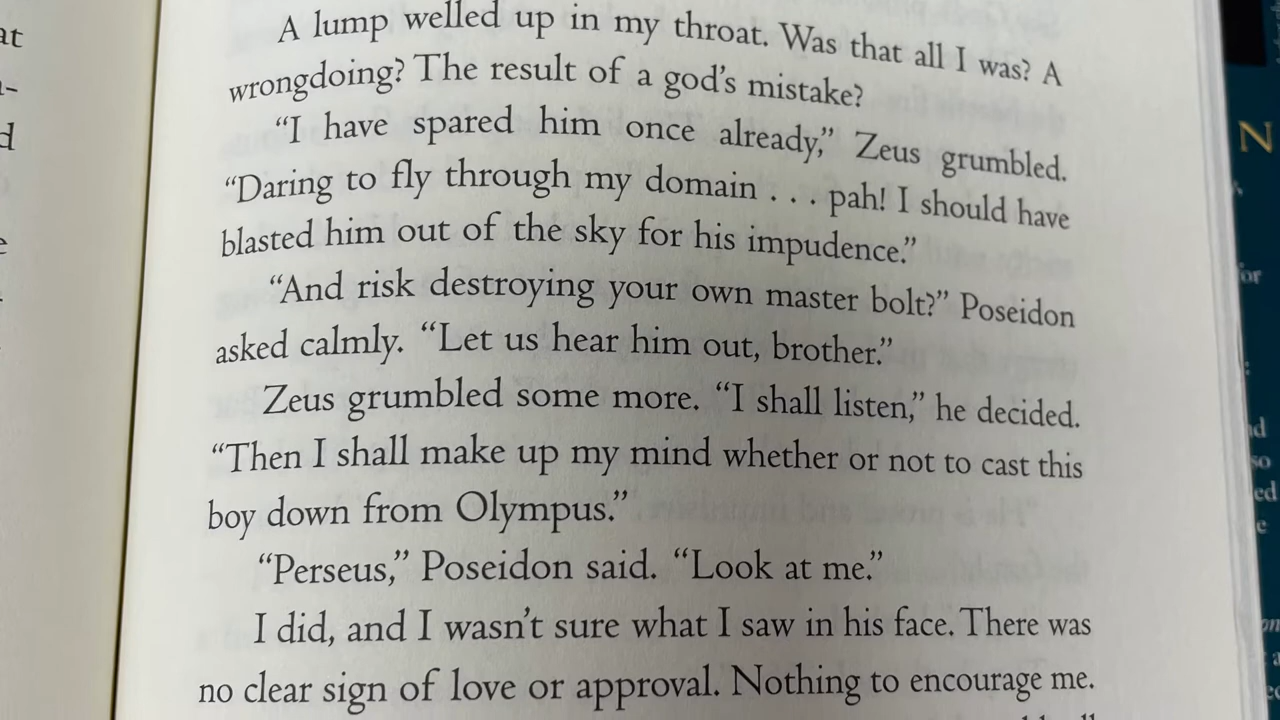 A lump welled up in my throat. Was that all I was? A
wrongdoing? The result of a god's mistake?
“I have spared him once already,” Zeus grumbled.
“Daring to fly through my domain . . . pah! I should have
blasted him out of the sky for his impudence.”
“And risk destroying your own master bolt?” Poseidon
asked calmly. “Let us hear him out, brother.”
Zeus grumbled some more. “I shall listen,” he decided.
“Then I shall make up my mind whether or not to cast this
boy down from Olympus.”
“Perseus,” Poseidon said. “Look at me.”
I did, and I wasn't sure what I saw in his face. There was
no clear sign of love or approval. Nothing to encourage me.